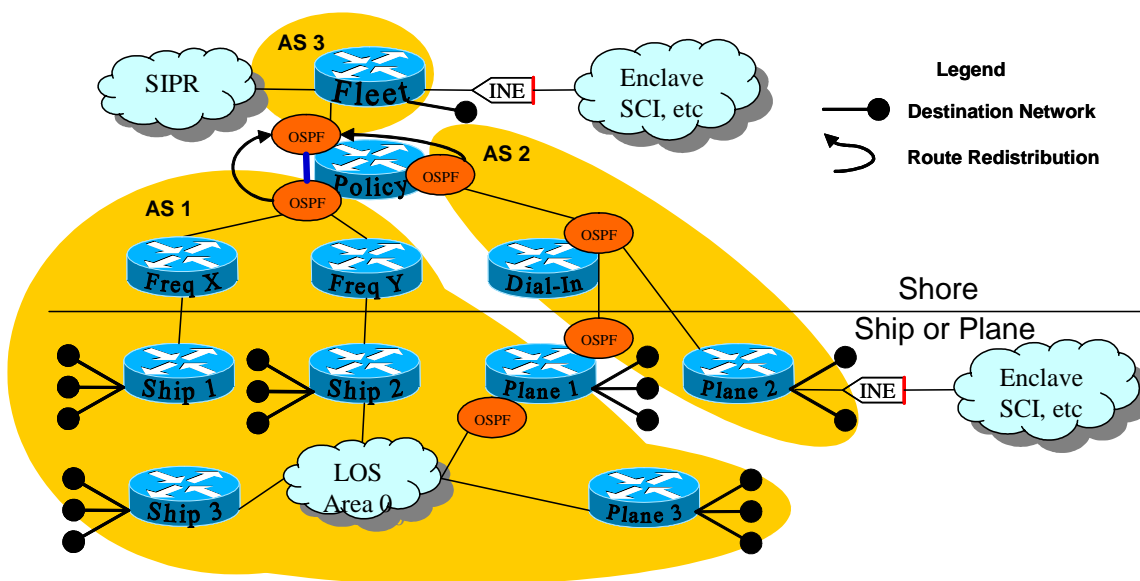 AS 3
SIPR
Fleet
INE
Enclave
SCI, etc
Legend
Destination Network
Route Redistribution
OSPF
AS 2
Policy
OSPF
OSPF
AS 1
OSPF
Freq X
Freq Y
Dial-In
Shore
Ship or Plane
OSPF
Ship 1
Ship 2
Plane 1
Plane 2
INE
Enclave
SCI, etc
OSPF
LOS
Area 0
Ship 3
Plane 3